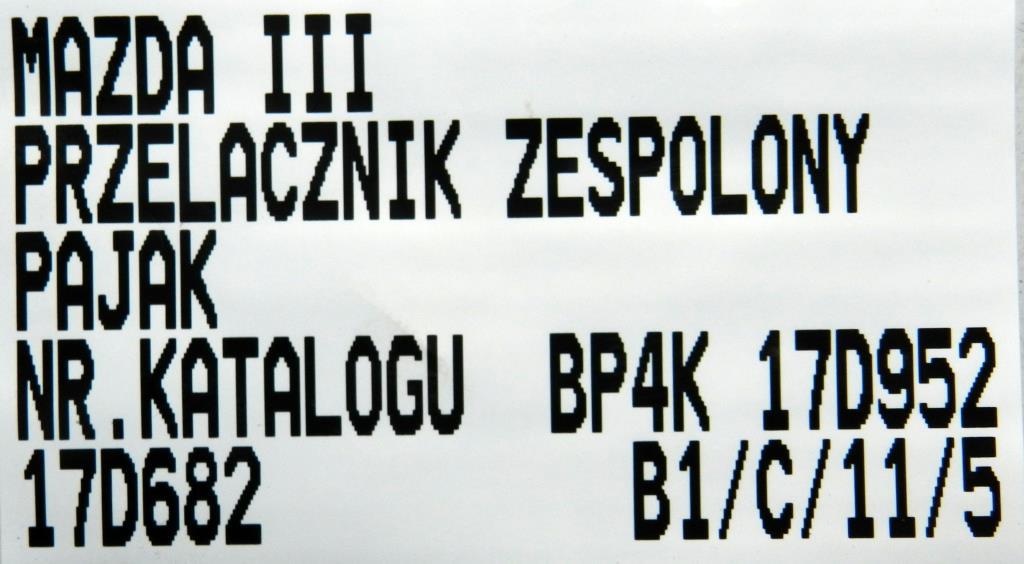 MAZDA III
PRZELACZNIK ZESPOLONY
PAJAK
NR.KATALOGU BP4K 17D952
17D682 B1/C/11/5